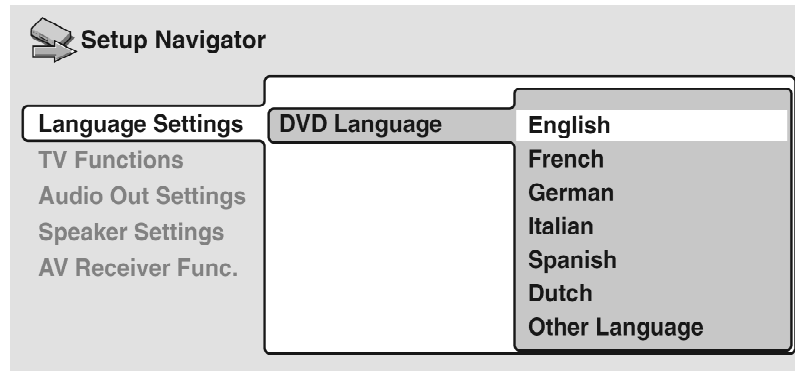 Setup Navigator
Language Settings
TV Functions
Audio Out Settings
Speaker Settings
AV Receiver Func.
DVD Language
English
French
German
Italian
Spanish
Dutch
Other Language